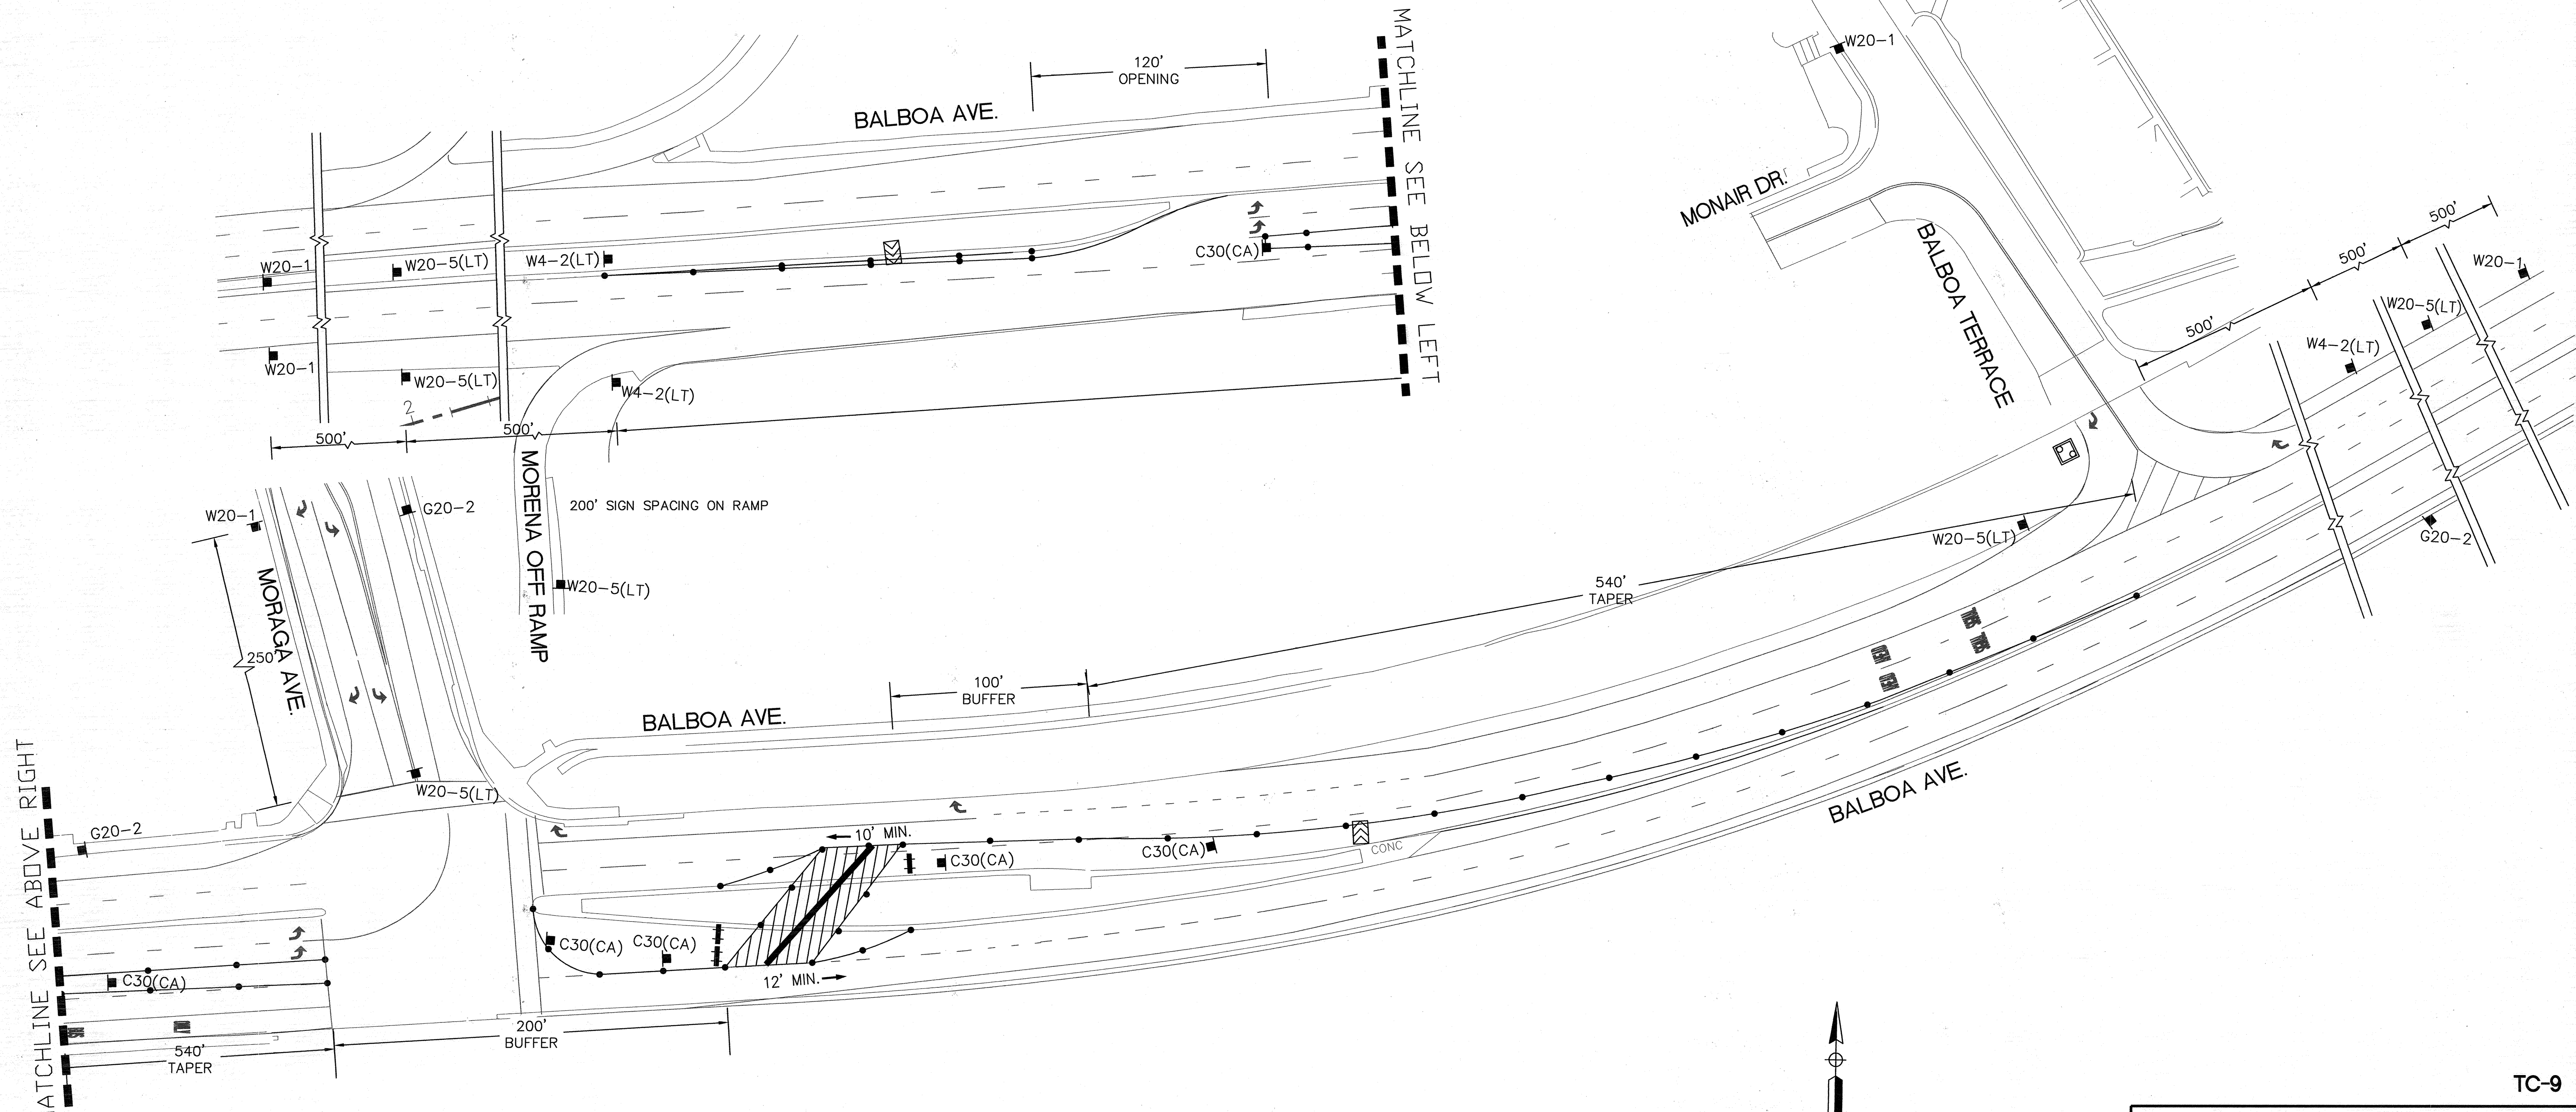 MATCHLINE SEE BELOW LEFT
120'
OPENING
BALBOA AVE.
W20-1
W20-5(LT)
W4-2(LT)
C30(CA)
W20-1
W20-5(LT)
W4-2(LT)
2
500'
500'
MORENA OFF RAMP
200' SIGN SPACING ON RAMP
W20-5(LT)
W20-1
G20-2
MORAGA AVE.
250'
W20-5(LT)
W20-1
MONAIR DR.
BALBOA TERRACE
500'
500'
500'
W20-1
W20-5(LT)
W4-2(LT)
G20-2
W20-5(LT)
540'
TAPER
100'
BUFFER
BALBOA AVE.
BALBOA AVE.
MATCHLINE SEE ABOVE RIGHT
G20-2
10' MIN.
C30(CA)
C30(CA)
CONC
C30(CA)
C30(CA)
C30(CA)
12' MIN.
ONLY
540'
TAPER
200'
BUFFER
TC-9